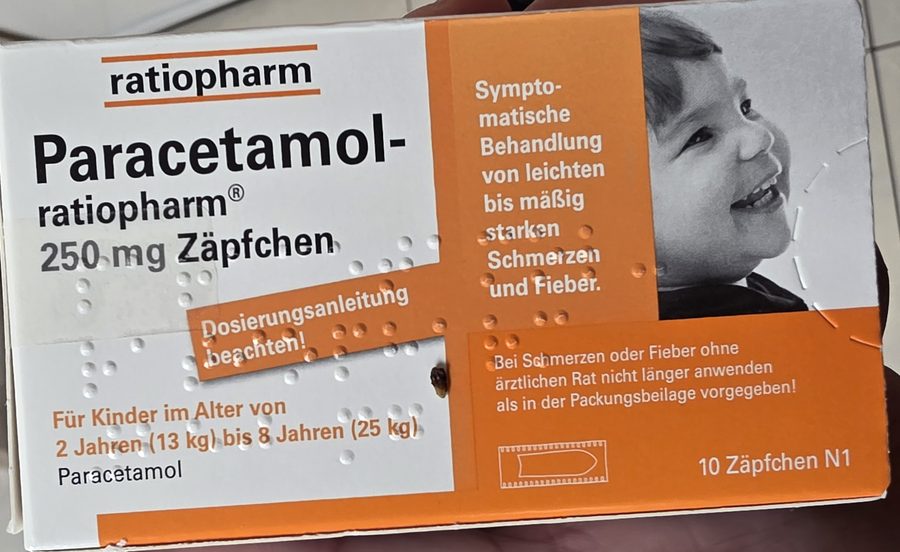 ratiopharm
Paracetamol-
ratiopharm®
250 mg Zäpfchen
Dosierungsanleitung
beachten!
Für Kinder im Alter von
2 Jahren (13 kg) bis 8 Jahren (25 kg)
Paracetamol
Sympto-
matische
Behandlung
von leichten
bis mäßig
starken
Schmerzen
und Fieber.
Bei Schmerzen oder Fieber ohne
ärztlichen Rat nicht länger anwenden
als in der Packungsbeilage vorgegeben!
10 Zäpfchen N1